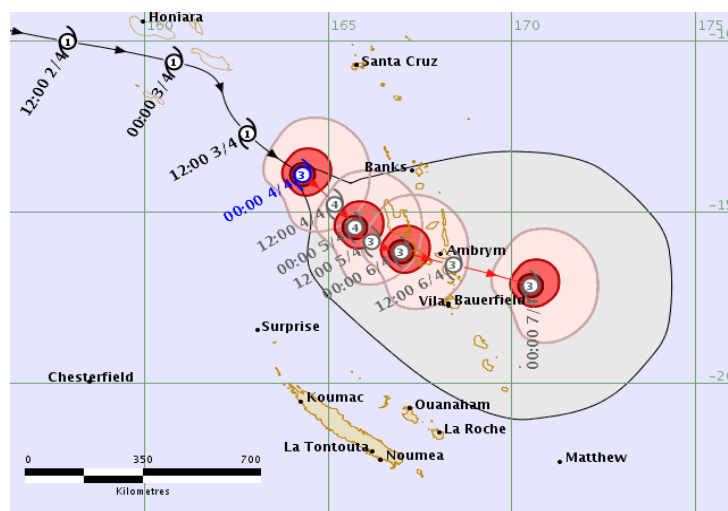 Honiara
160
165
170
175
-10
1
12:00 2/4
1
00:00 3/4
Santa Cruz
1
12:00 3/4
Banks
3
00:00 4/4
4
12:00 4/4
-15
4
00:00 5/4
3
12:00 5/4
3
00:00 6/4
Ambrym
3
12:00 6/4
3
00:00 7/4
Vila
Bauerfield
Surprise
Chesterfield
-20
Koumac
Ouanaham
La Roche
La Tontouta
Noumea
Matthew
0 350 700
Kilometres